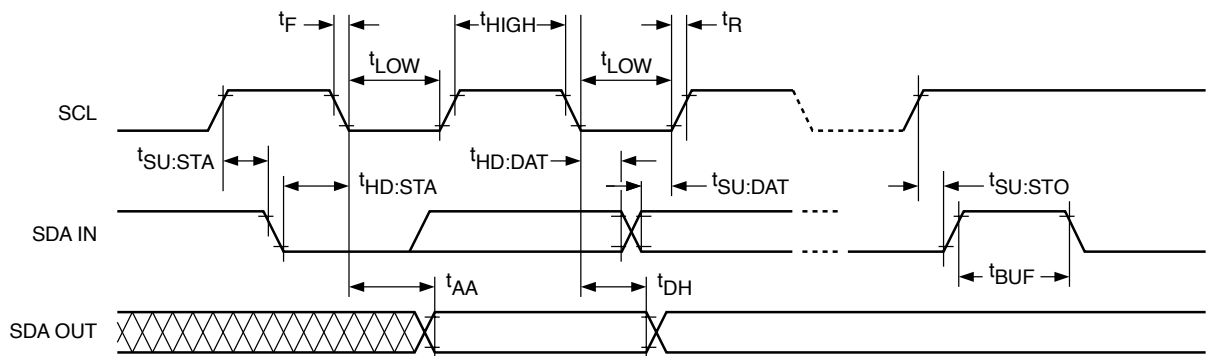 tF tHIGH tR
tLOW tLOW
SCL
tSU:STA tHD:STA tHD:DAT tSU:DAT tSU:STO
SDA IN
tAA tDH tBUF
SDA OUT